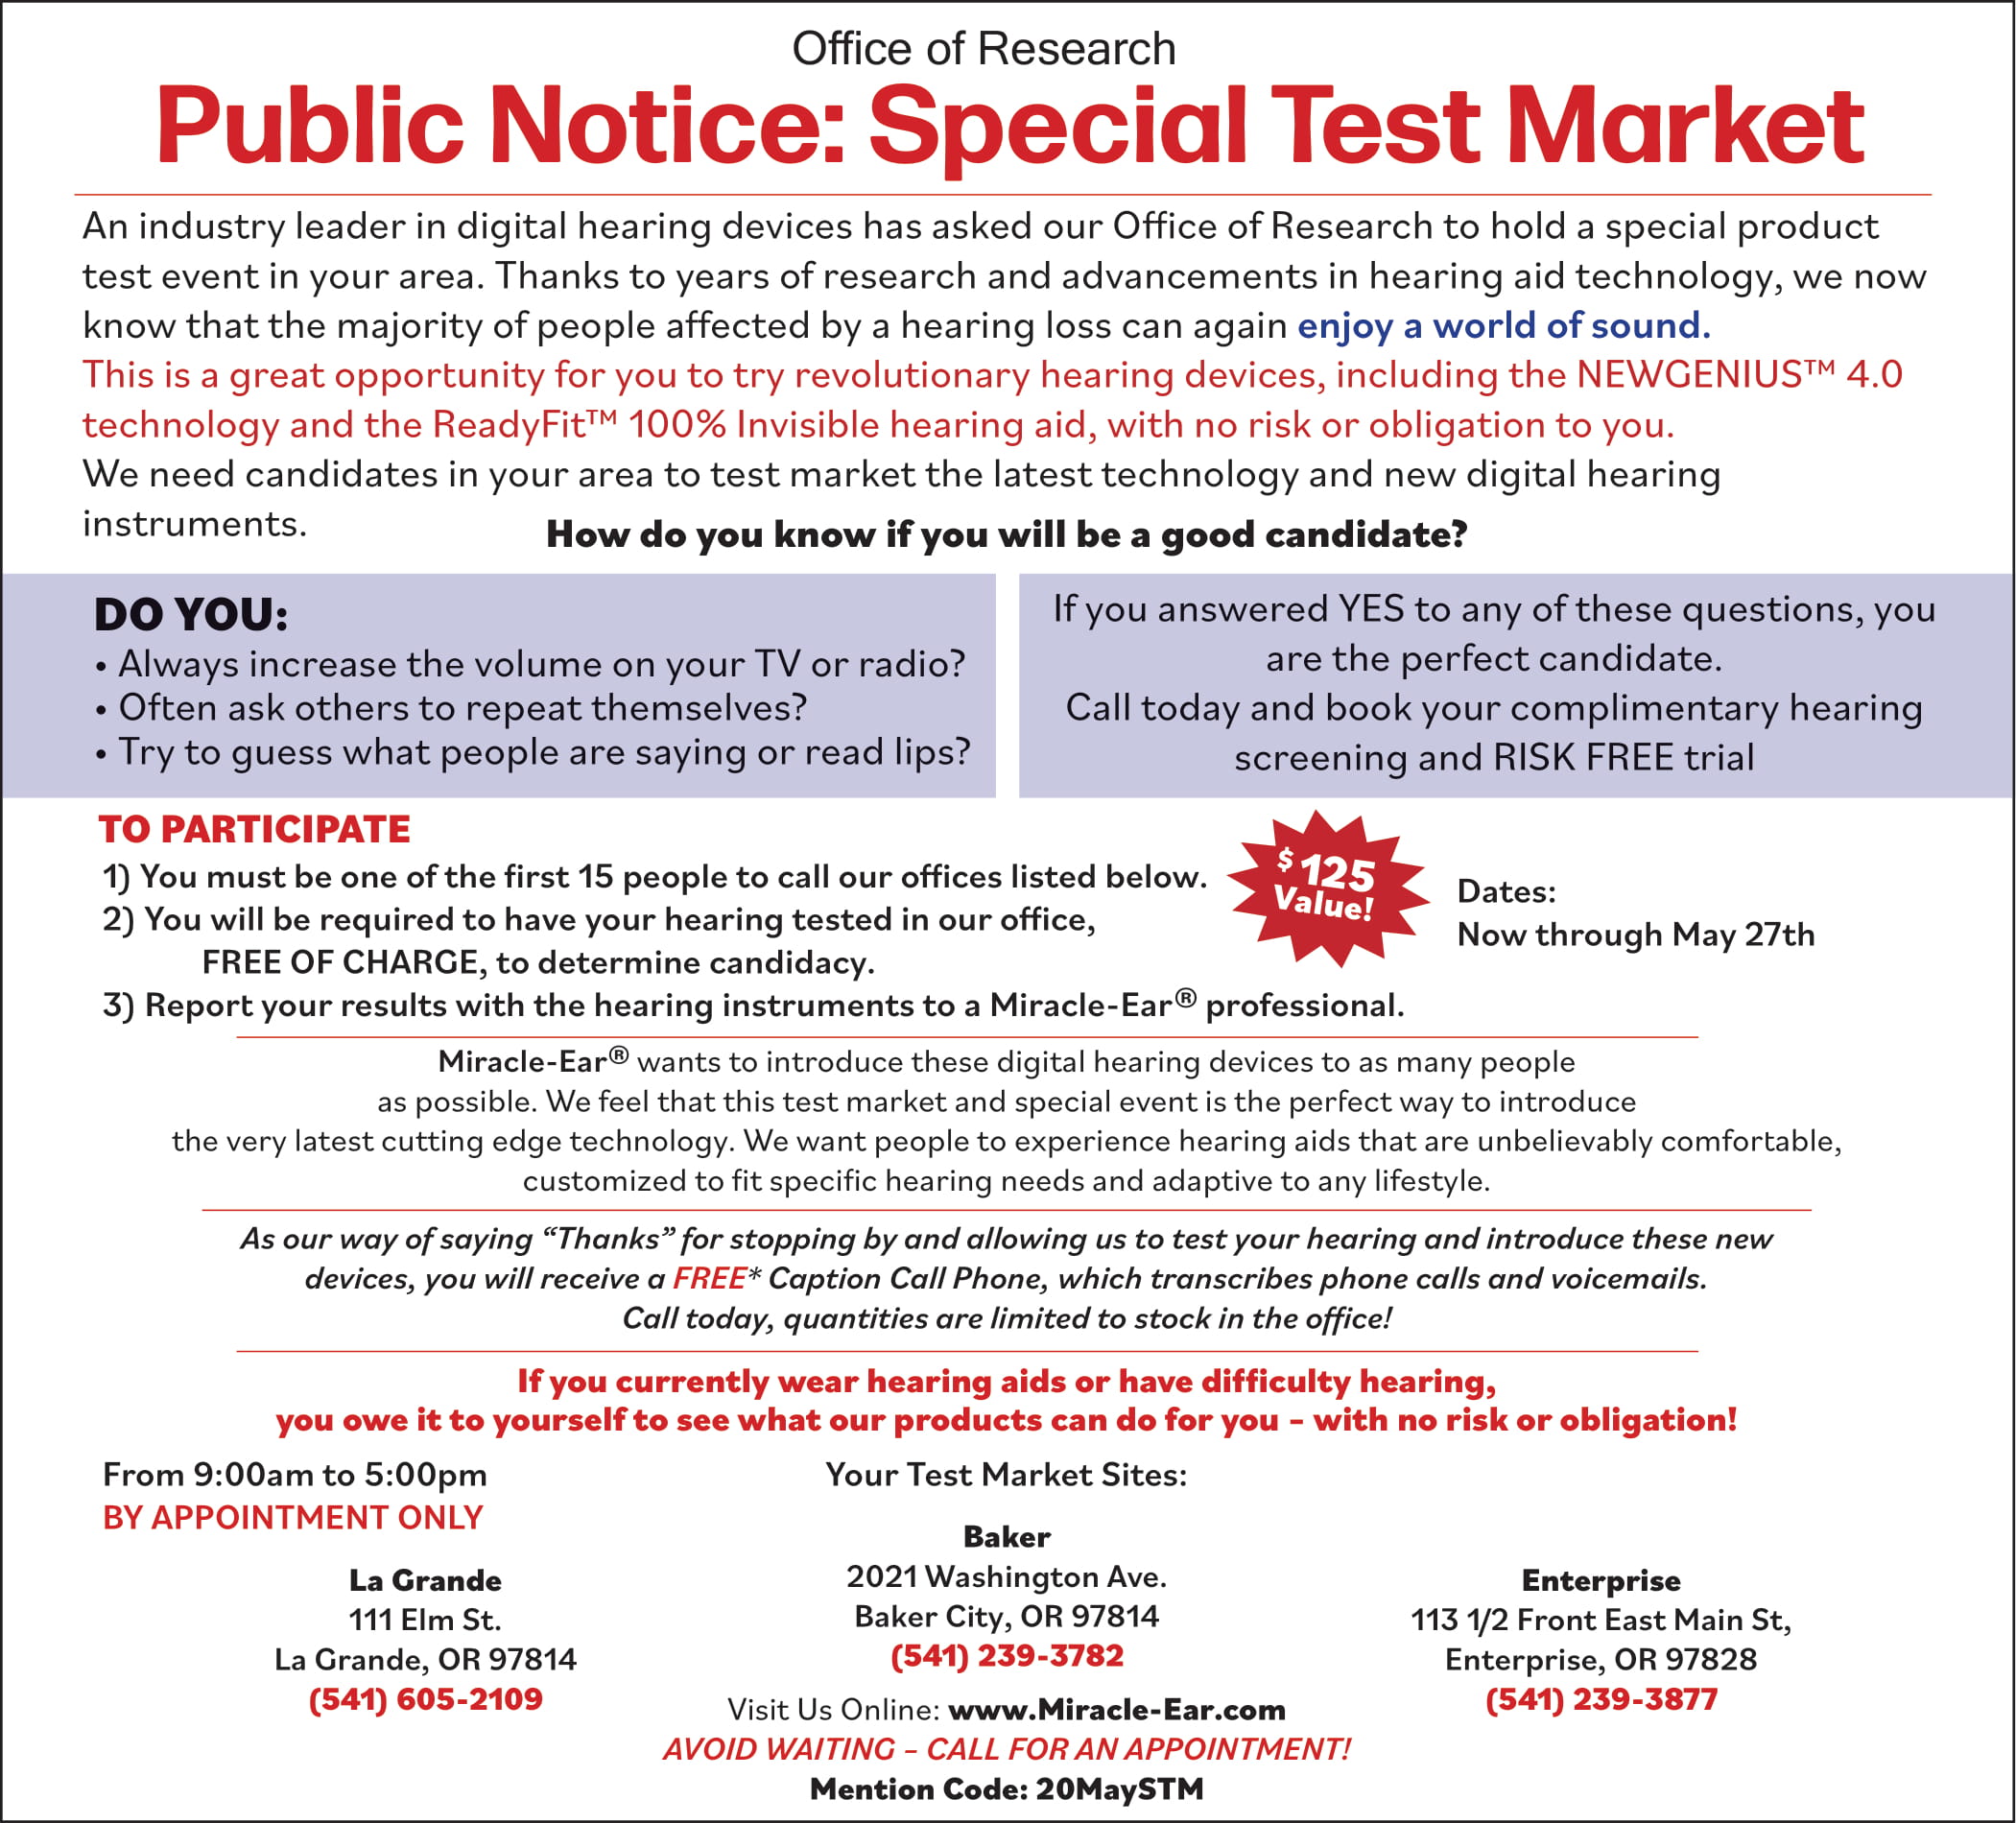 Office of Research
Public Notice: Special Test Market
An industry leader in digital hearing devices has asked our Office of Research to hold a special product
test event in your area. Thanks to years of research and advancements in hearing aid technology, we now
know that the majority of people affected by a hearing loss can again enjoy a world of sound.
This is a great opportunity for you to try revolutionary hearing devices, including the NEWGENIUS™ 4.0
technology and the ReadyFit™ 100% Invisible hearing aid, with no risk or obligation to you.
We need candidates in your area to test market the latest technology and new digital hearing
instruments.
How do you know if you will be a good candidate?
DO YOU:
• Always increase the volume on your TV or radio?
• Often ask others to repeat themselves?
• Try to guess what people are saying or read lips?
If you answered YES to any of these questions, you
are the perfect candidate.
Call today and book your complimentary hearing
screening and RISK FREE trial
TO PARTICIPATE
1) You must be one of the first 15 people to call our offices listed below.
2) You will be required to have your hearing tested in our office,
FREE OF CHARGE, to determine candidacy.
3) Report your results with the hearing instruments to a Miracle-Ear® professional.
$125
Value!
Dates:
Now through May 27th
Miracle-Ear® wants to introduce these digital hearing devices to as many people
as possible. We feel that this test market and special event is the perfect way to introduce
the very latest cutting edge technology. We want people to experience hearing aids that are unbelievably comfortable,
customized to fit specific hearing needs and adaptive to any lifestyle.
As our way of saying “Thanks” for stopping by and allowing us to test your hearing and introduce these new
devices, you will receive a FREE* Caption Call Phone, which transcribes phone calls and voicemails.
Call today, quantities are limited to stock in the office!
If you currently wear hearing aids or have difficulty hearing,
you owe it to yourself to see what our products can do for you – with no risk or obligation!
From 9:00am to 5:00pm
BY APPOINTMENT ONLY
Your Test Market Sites:
La Grande
111 Elm St.
La Grande, OR 97814
(541) 605-2109
Baker
2021 Washington Ave.
Baker City, OR 97814
(541) 239-3782
Enterprise
113 1/2 Front East Main St,
Enterprise, OR 97828
(541) 239-3877
Visit Us Online: www.Miracle-Ear.com
AVOID WAITING – CALL FOR AN APPOINTMENT!
Mention Code: 20MaySTM